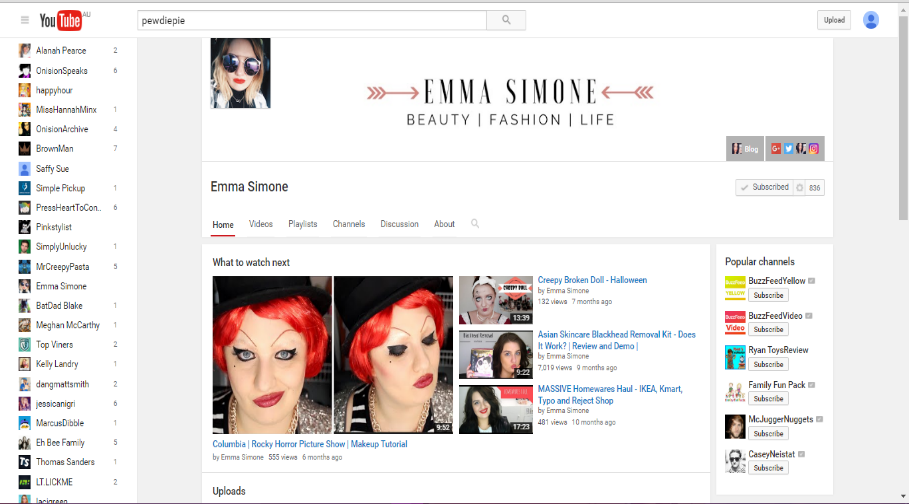 YouTube AU
pewdiepie
Upload
Alanah Pearce 2
OnisionSpeaks 6
happyhour
MissHannahMinx 1
OnisionArchive 4
BrownMan 7
Saffy Sue
Simple Pickup 1
PressHeartToCon.. 6
Pinkstylist
SimplyUnlucky 1
MrCreepyPasta 5
Emma Simone
BatDad Blake 1
Meghan McCarthy 1
Top Viners 2
Kelly Landry 1
dangmattsmith 2
jessicanigri 6
MarcusDibble 1
Eh Bee Family 5
Thomas Sanders 1
LT.LICKME 2
lacigreen
EMMA SIMONE
BEAUTY | FASHION | LIFE
Blog
Emma Simone
Subscribed 836
Home Videos Playlists Channels Discussion About
What to watch next
9:52
Columbia | Rocky Horror Picture Show | Makeup Tutorial
by Emma Simone 555 views 6 months ago
CREEPY DOLL
13:39
Creepy Broken Doll - Halloween
by Emma Simone
132 views 7 months ago
9:22
Asian Skincare Blackhead Removal Kit - Does
It Work? | Review and Demo |
by Emma Simone
7,019 views 9 months ago
17:23
MASSIVE Homewares Haul - IKEA, Kmart,
Typo and Reject Shop
by Emma Simone
481 views 10 months ago
Uploads
Popular channels
BuzzFeedYellow
Subscribe
BuzzFeedVideo
Subscribe
Ryan ToysReview
Subscribe
Family Fun Pack
Subscribe
McJuggerNuggets
Subscribe
CaseyNeistat
Subscribe